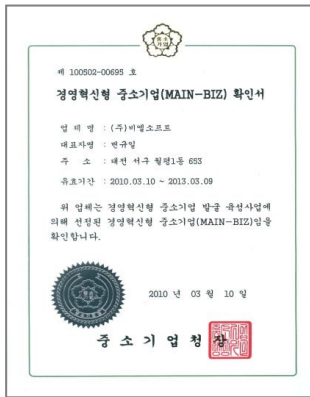 제 100502-00695 호
경영혁신형 중소기업(MAIN-BIZ) 확인서
업 체 명 : (주)비엠소프트
대표자명 : 변규일
주 소 : 대전 서구 월평1동 653
유효기간 : 2010.03.10 ~ 2013.03.09
위 업체는 경영혁신형 중소기업 발굴 육성사업에
의해 선정된 경영혁신형 중소기업(MAIN-BIZ)임을
확인합니다.
2010 년 03 월 10 일
중 소 기 업 청 장